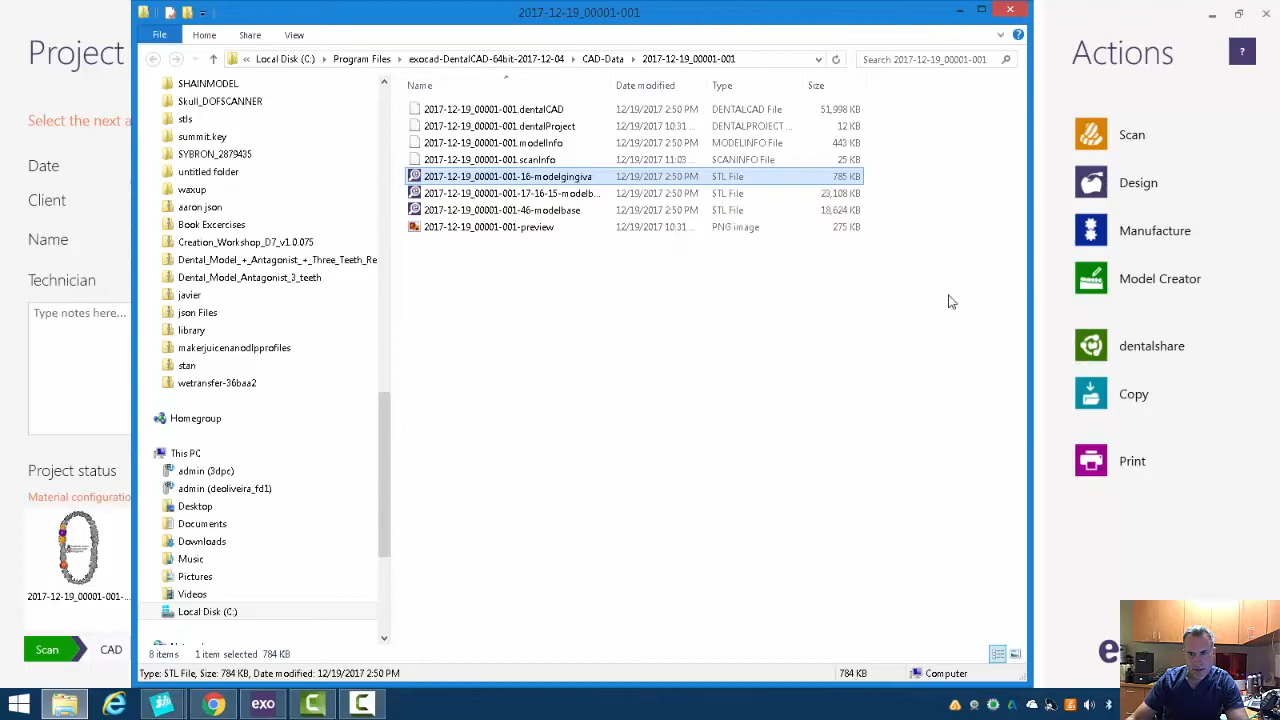 2017-12-19_00001-001
File
Home
Share
View
« Local Disk (C:) Program Files exocad-DentalCAD-64bit-2017-12-04 CAD-Data 2017-12-19_00001-001
Search 2017-12-19_00001-001
Project
Actions
?
Select the next a
Date
Client
Name
Technician
Type notes here...
Project status
Material configuratio
2017-12-19_00001-001-...
Scan
CAD
SHAINMODEL
Skull_DOFSCANNER
stls
summit.key
SYBRON_2879435
untitled folder
waxup
aaron json
Book Excercises
Creation_Workshop_D7_v1.0.075
Dental_Model_+_Antagonist_+_Three_Teeth_Re
Dental_Model_Antagonist_3_teeth
javier
json Files
library
makerjuicenanodlpprofiles
stan
wetransfer-36baa2
Homegroup
This PC
admin (3dpc)
admin (deoliveira_fd1)
Desktop
Documents
Downloads
Music
Pictures
Videos
Local Disk (C:)
Name Date modified Type Size
2017-12-19_00001-001.dentalCAD 12/19/2017 2:50 PM DENTALCAD File 51,998 KB
2017-12-19_00001-001.dentalProject 12/19/2017 10:31 ... DENTALPROJECT ... 12 KB
2017-12-19_00001-001.modelInfo 12/19/2017 2:50 PM MODELINFO File 443 KB
2017-12-19_00001-001.scanInfo 12/19/2017 11:03 ... SCANINFO File 25 KB
2017-12-19_00001-001-16-modelgingiva 12/19/2017 2:50 PM STL File 785 KB
2017-12-19_00001-001-17-16-15-modelb... 12/19/2017 2:50 PM STL File 23,108 KB
2017-12-19_00001-001-46-modelbase 12/19/2017 2:50 PM STL File 18,624 KB
2017-12-19_00001-001-preview 12/19/2017 10:31 ... PNG image 275 KB
Scan
Design
Manufacture
Model Creator
dentalshare
Copy
Print
8 items 1 item selected 784 KB
Type: STL File, Size: 784 KB, Date modified: 12/19/2017 2:50 PM
784 KB
Computer
e
exo